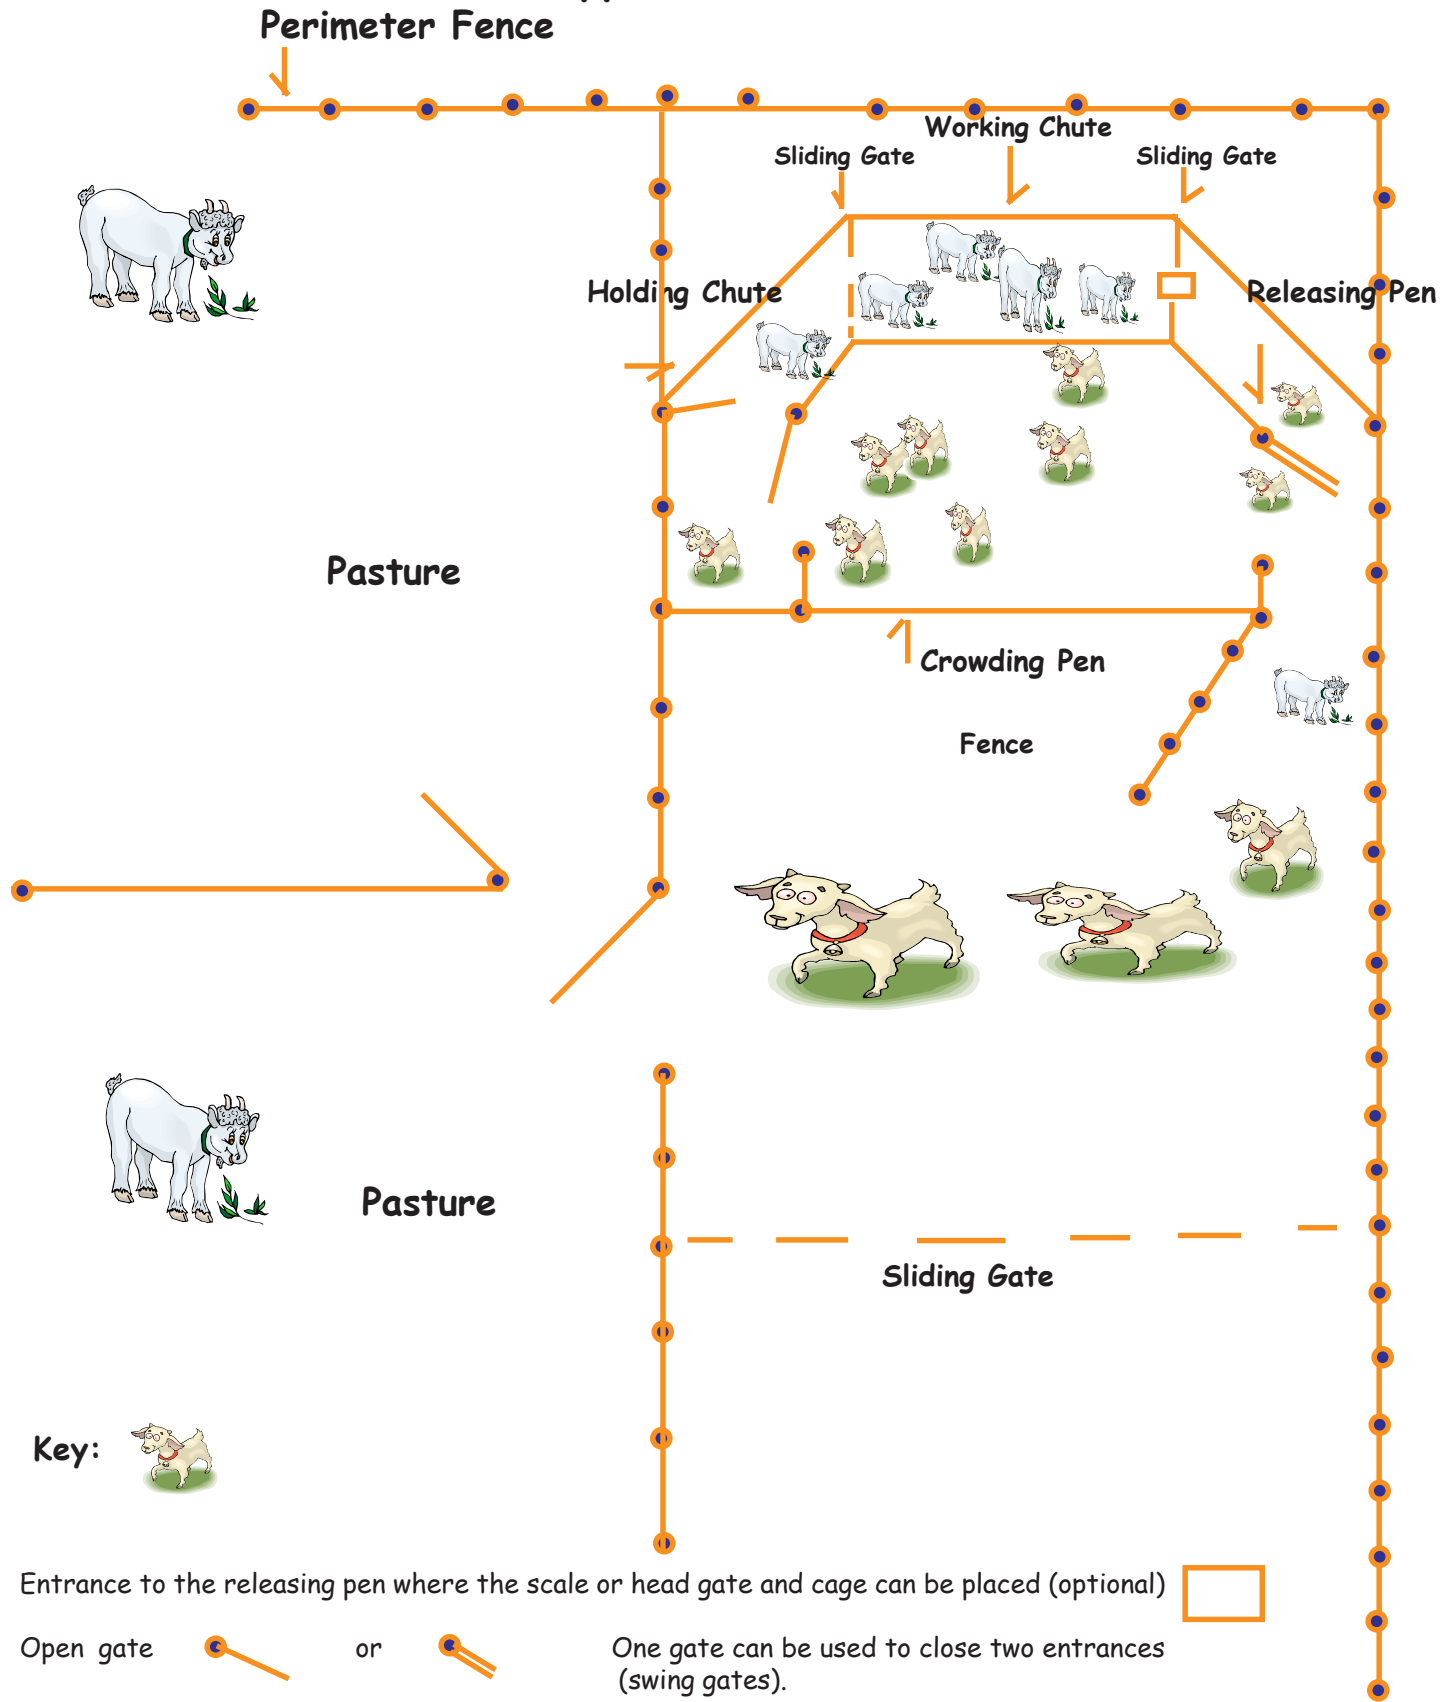 Perimeter Fence
Working Chute
Sliding Gate
Sliding Gate
Holding Chute
Releasing Pen
Pasture
Crowding Pen
Fence
Pasture
Sliding Gate
Key:
Entrance to the releasing pen where the scale or head gate and cage can be placed (optional)
Open gate or One gate can be used to close two entrances
(swing gates).